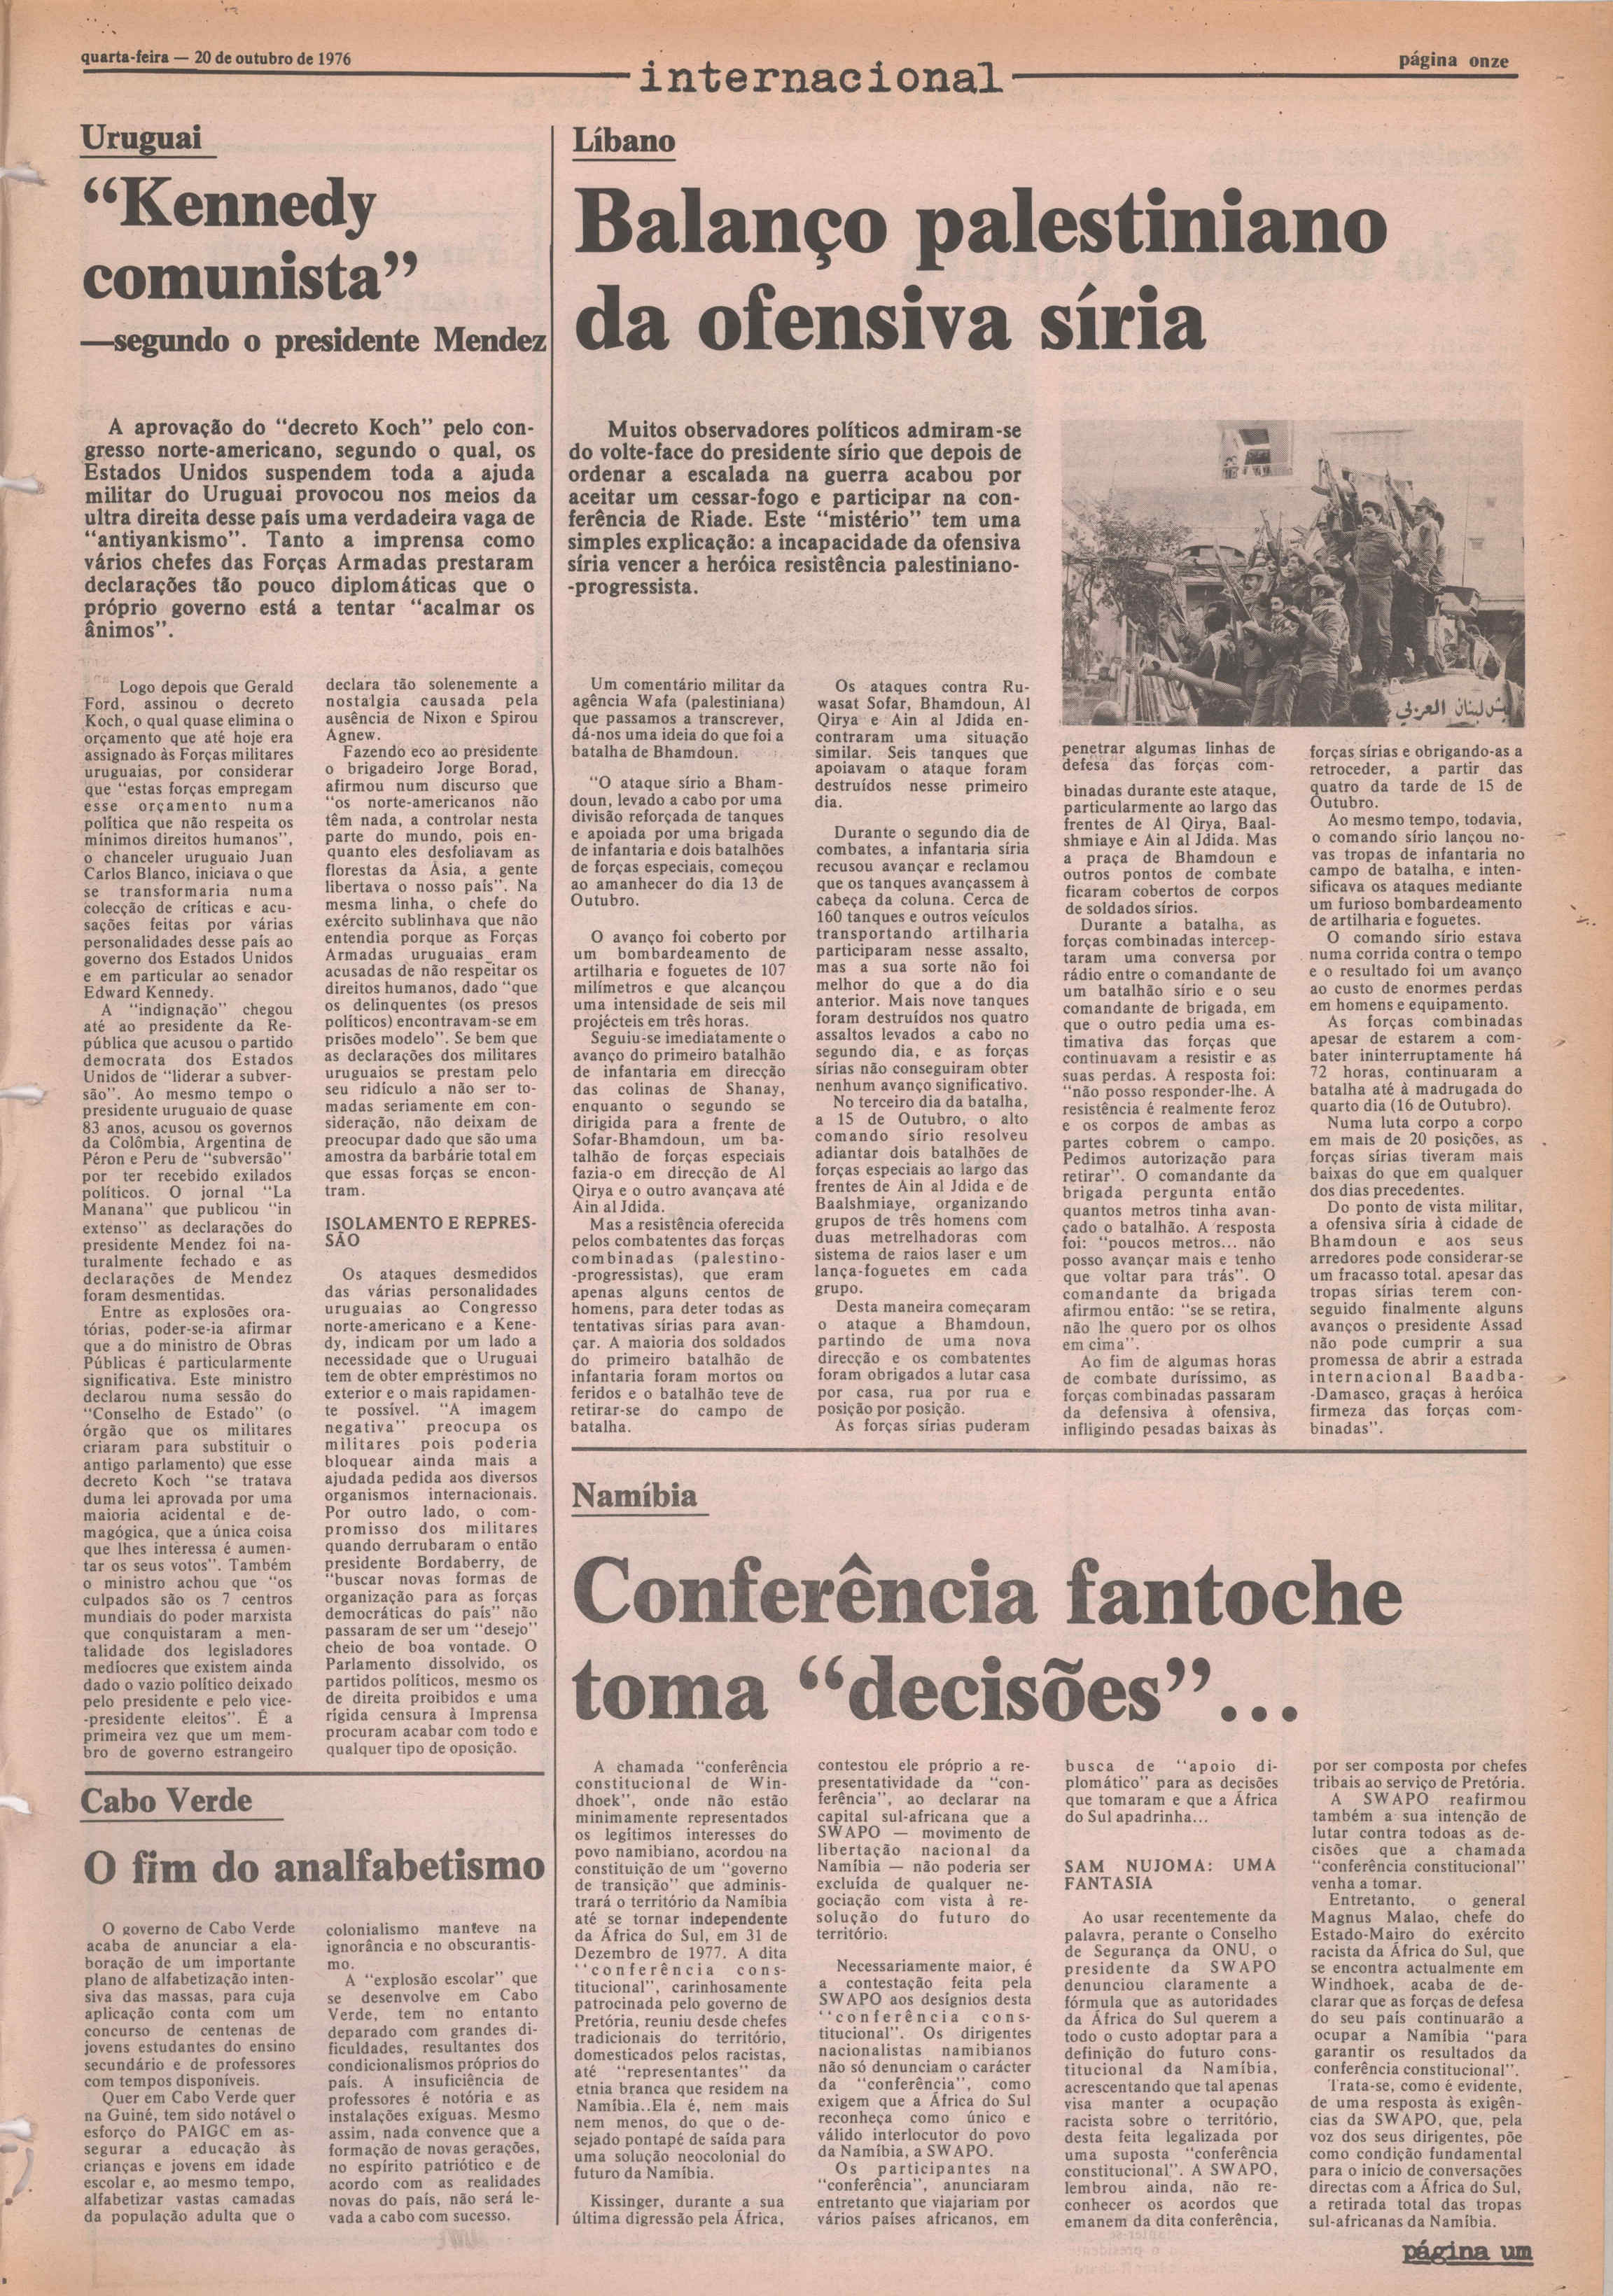 quarta-feira — 20 de outubro de 1976
internacional
página onze
Uruguai
“Kennedy
comunista”
—segundo o presidente Mendez
A aprovação do “decreto Koch” pelo con-
gresso norte-americano, segundo o qual, os
Estados Unidos suspendem toda a ajuda
militar do Uruguai provocou nos meios da
ultra direita desse país uma verdadeira vaga de
“antiyankismo”. Tanto a imprensa como
vários chefes das Forças Armadas prestaram
declarações tão pouco diplomáticas que o
próprio governo está a tentar “acalmar os
ânimos”.
Logo depois que Gerald
Ford, assinou o decreto
Koch, o qual quase elimina o
orçamento que até hoje era
assignado às Forças militares
uruguaias, por considerar
que “estas forças empregam
esse orçamento numa
política que não respeita os
mínimos direitos humanos”,
o chanceler uruguaio Juan
Carlos Blanco, iniciava o que
se transformaria numa
colecção de críticas e acu-
sações feitas por várias
personalidades desse país ao
governo dos Estados Unidos
e em particular ao senador
Edward Kennedy.
A “indignação” chegou
até ao presidente da Re-
pública que acusou o partido
democrata dos Estados
Unidos de “liderar a subver-
são”. Ao mesmo tempo o
presidente uruguaio de quase
83 anos, acusou os governos
da Colômbia, Argentina de
Péron e Peru de “subversão”
por ter recebido exilados
políticos. O jornal “La
Manana” que publicou “in
extenso” as declarações do
presidente Mendez foi na-
turalmente fechado e as
declarações de Mendez
foram desmentidas.
Entre as explosões ora-
tórias, poder-se-ia afirmar
que a do ministro de Obras
Públicas é particularmente
significativa. Este ministro
declarou numa sessão do
“Conselho de Estado” (o
órgão que os militares
criaram para substituir o
antigo parlamento) que esse
decreto Koch “se tratava
duma lei aprovada por uma
maioria acidental e de-
magógica, que a única coisa
que lhes interessa é aumen-
tar os seus votos”. Também
o ministro achou que “os
culpados são os 7 centros
mundiais do poder marxista
que conquistaram a men-
talidade dos legisladores
medíocres que existem ainda
dado o vazio político deixado
pelo presidente e pelo vice-
-presidente eleitos”. É a
primeira vez que um mem-
bro de governo estrangeiro
declara tão solenemente a
nostalgia causada pela
ausência de Nixon e Spirou
Agnew.
Fazendo eco ao presidente
o brigadeiro Jorge Borad,
afirmou num discurso que
“os norte-americanos não
têm nada, a controlar nesta
parte do mundo, pois en-
quanto eles desfoliavam as
florestas da Ásia, a gente
libertava o nosso país”. Na
mesma linha, o chefe do
exército sublinhava que não
entendia porque as Forças
Armadas uruguaias eram
acusadas de não respeitar os
direitos humanos, dado “que
os delinquentes (os presos
políticos) encontravam-se em
prisões modelo”. Se bem que
as declarações dos militares
uruguaios se prestam pelo
seu ridículo a não ser to-
madas seriamente em con-
sideração, não deixam de
preocupar dado que são uma
amostra da barbárie total em
que essas forças se encon-
tram.
ISOLAMENTO E REPRES-
SÃO
Os ataques desmedidos
das várias personalidades
uruguaias ao Congresso
norte-americano e a Kene-
dy, indicam por um lado a
necessidade que o Uruguai
tem de obter empréstimos no
exterior e o mais rapidamen-
te possível. “A imagem
negativa” preocupa os
militares pois poderia
bloquear ainda mais a
ajudada pedida aos diversos
organismos internacionais.
Por outro lado, o com-
promisso dos militares
quando derrubaram o então
presidente Bordaberry, de
“buscar novas formas de
organização para as forças
democráticas do país” não
passaram de ser um “desejo”
cheio de boa vontade. O
Parlamento dissolvido, os
partidos políticos, mesmo os
de direita proibidos e uma
rígida censura à Imprensa
procuram acabar com todo e
qualquer tipo de oposição.
Cabo Verde
O fim do analfabetismo
O governo de Cabo Verde
acaba de anunciar a ela-
boração de um importante
plano de alfabetização inten-
siva das massas, para cuja
aplicação conta com um
concurso de centenas de
jovens estudantes do ensino
secundário e de professores
com tempos disponíveis.
Quer em Cabo Verde quer
na Guiné, tem sido notável o
esforço do PAIGC em as-
segurar a educação às
crianças e jovens em idade
escolar e, ao mesmo tempo,
alfabetizar vastas camadas
da população adulta que o
colonialismo manteve na
ignorância e no obscurantis-
mo.
A “explosão escolar” que
se desenvolve em Cabo
Verde, tem no entanto
deparado com grandes di-
ficuldades, resultantes dos
condicionalismos próprios do
país. A insuficiência de
professores é notória e as
instalações exíguas. Mesmo
assim, nada convence que a
formação de novas gerações,
no espírito patriótico e de
acordo com as realidades
novas do país, não será le-
vada a cabo com sucesso.
Líbano
Balanço palestiniano
da ofensiva síria
Muitos observadores políticos admiram-se
do volte-face do presidente sírio que depois de
ordenar a escalada na guerra acabou por
aceitar um cessar-fogo e participar na con-
ferência de Riade. Este “mistério” tem uma
simples explicação: a incapacidade da ofensiva
síria vencer a heróica resistência palestiniano-
-progressista.
Um comentário militar da
agência Wafa (palestiniana)
que passamos a transcrever,
dá-nos uma ideia do que foi a
batalha de Bhamdoun.
“O ataque sírio a Bham-
doun, levado a cabo por uma
divisão reforçada de tanques
e apoiada por uma brigada
de infantaria e dois batalhões
de forças especiais, começou
ao amanhecer do dia 13 de
Outubro.
O avanço foi coberto por
um bombardeamento de
artilharia e foguetes de 107
milímetros e que alcançou
uma intensidade de seis mil
projécteis em três horas.
Seguiu-se imediatamente o
avanço do primeiro batalhão
de infantaria em direcção
das colinas de Shanay,
enquanto o segundo se
dirigida para a frente de
Sofar-Bhamdoun, um ba-
talhão de forças especiais
fazia-o em direcção de Al
Qirya e o outro avançava até
Ain al Jdida.
Mas a resistência oferecida
pelos combatentes das forças
combinadas (palestino-
-progressistas), que eram
apenas alguns centos de
homens, para deter todas as
tentativas sírias para avan-
çar. A maioria dos soldados
do primeiro batalhão de
infantaria foram mortos ou
feridos e o batalhão teve de
retirar-se do campo de
batalha.
Os ataques contra Ru-
wasat Sofar, Bhamdoun, Al
Qirya e Ain al Jdida en-
contraram uma situação
similar. Seis tanques que
apoiavam o ataque foram
destruídos nesse primeiro
dia.
Durante o segundo dia de
combates, a infantaria síria
recusou avançar e reclamou
que os tanques avançassem à
cabeça da coluna. Cerca de
160 tanques e outros veículos
transportando artilharia
participaram nesse assalto,
mas a sua sorte não foi
melhor do que a do dia
anterior. Mais nove tanques
foram destruídos nos quatro
assaltos levados a cabo no
segundo dia, e as forças
sírias não conseguiram obter
nenhum avanço significativo.
No terceiro dia da batalha,
a 15 de Outubro, o alto
comando sírio resolveu
adiantar dois batalhões de
forças especiais ao largo das
frentes de Ain al Jdida e de
Baalshmiaye, organizando
grupos de três homens com
duas metrelhadoras com
sistema de raios laser e um
lança-foguetes em cada
grupo.
Desta maneira começaram
o ataque a Bhamdoun,
partindo de uma nova
direcção e os combatentes
foram obrigados a lutar casa
por casa, rua por rua e
posição por posição.
As forças sírias puderam
penetrar algumas linhas de
defesa das forças com-
binadas durante este ataque,
particularmente ao largo das
frentes de Al Qirya, Baal-
shmiaye e Ain al Jdida. Mas
a praça de Bhamdoun e
outros pontos de combate
ficaram cobertos de corpos
de soldados sírios.
Durante a batalha, as
forças combinadas intercep-
taram uma conversa por
rádio entre o comandante de
um batalhão sírio e o seu
comandante de brigada, em
que o outro pedia uma es-
timativa das forças que
continuavam a resistir e as
suas perdas. A resposta foi:
“não posso responder-lhe. A
resistência é realmente feroz
e os corpos de ambas as
partes cobrem o campo.
Pedimos autorização para
retirar”. O comandante da
brigada pergunta então
quantos metros tinha avan-
çado o batalhão. A resposta
foi: “poucos metros... não
posso avançar mais e tenho
que voltar para trás”. O
comandante da brigada
afirmou então: “se se retira,
não lhe quero por os olhos
em cima”.
Ao fim de algumas horas
de combate duríssimo, as
forças combinadas passaram
da defensiva à ofensiva,
infligindo pesadas baixas às
لبنان العربي
forças sírias e obrigando-as a
retroceder, a partir das
quatro da tarde de 15 de
Outubro.
Ao mesmo tempo, todavia,
o comando sírio lançou no-
vas tropas de infantaria no
campo de batalha, e inten-
sificava os ataques mediante
um furioso bombardeamento
de artilharia e foguetes.
O comando sírio estava
numa corrida contra o tempo
e o resultado foi um avanço
ao custo de enormes perdas
em homens e equipamento.
As forças combinadas
apesar de estarem a com-
bater ininterruptamente há
72 horas, continuaram a
batalha até à madrugada do
quarto dia (16 de Outubro).
Numa luta corpo a corpo
em mais de 20 posições, as
forças sírias tiveram mais
baixas do que em qualquer
dos dias precedentes.
Do ponto de vista militar,
a ofensiva síria à cidade de
Bhamdoun e aos seus
arredores pode considerar-se
um fracasso total. apesar das
tropas sírias terem con-
seguido finalmente alguns
avanços o presidente Assad
não pode cumprir a sua
promessa de abrir a estrada
internacional Baadba-
-Damasco, graças à heróica
firmeza das forças com-
binadas”.
Namíbia
Conferência fantoche
toma “decisões”...
A chamada “conferência
constitucional de Win-
dhoek”, onde não estão
minimamente representados
os legítimos interesses do
povo namibiano, acordou na
constituição de um “governo
de transição” que adminis-
trará o território da Namíbia
até se tornar independente
da África do Sul, em 31 de
Dezembro de 1977. A dita
“conferência cons-
titucional”, carinhosamente
patrocinada pelo governo de
Pretória, reuniu desde chefes
tradicionais do território,
domesticados pelos racistas,
até “representantes” da
etnia branca que residem na
Namíbia..Ela é, nem mais
nem menos, do que o de-
sejado pontapé de saída para
uma solução neocolonial do
futuro da Namíbia.
Kissinger, durante a sua
última digressão pela África,
contestou ele próprio a re-
presentatividade da “con-
ferência”, ao declarar na
capital sul-africana que a
SWAPO — movimento de
libertação nacional da
Namíbia — não poderia ser
excluída de qualquer ne-
gociação com vista à re-
solução do futuro do
território.
Necessariamente maior, é
a contestação feita pela
SWAPO aos desígnios desta
“conferência cons-
titucional”. Os dirigentes
nacionalistas namibianos
não só denunciam o carácter
da “conferência”, como
exigem que a África do Sul
reconheça como único e
válido interlocutor do povo
da Namíbia, a SWAPO.
Os participantes na
“conferência”, anunciaram
entretanto que viajariam por
vários países africanos, em
busca de “apoio di-
plomático” para as decisões
que tomaram e que a África
do Sul apadrinha...
SAM NUJOMA: UMA
FANTASIA
Ao usar recentemente da
palavra, perante o Conselho
de Segurança da ONU, o
presidente da SWAPO
denunciou claramente a
fórmula que as autoridades
da África do Sul querem a
todo o custo adoptar para a
definição do futuro cons-
titucional da Namíbia,
acrescentando que tal apenas
visa manter a ocupação
racista sobre o território,
desta feita legalizada por
uma suposta “conferência
constitucional”. A SWAPO,
lembrou ainda, não re-
conhecer os acordos que
emanem da dita conferência,
por ser composta por chefes
tribais ao serviço de Pretória.
A SWAPO reafirmou
também a sua intenção de
lutar contra todoas as de-
cisões que a chamada
“conferência constitucional”
venha a tomar.
Entretanto, o general
Magnus Malao, chefe do
Estado-Mairo do exército
racista da África do Sul, que
se encontra actualmente em
Windhoek, acaba de de-
clarar que as forças de defesa
do seu país continuarão a
ocupar a Namíbia “para
garantir os resultados da
conferência constitucional”.
Trata-se, como é evidente,
de uma resposta às exigên-
cias da SWAPO, que, pela
voz dos seus dirigentes, põe
como condição fundamental
para o início de conversações
directas com a África do Sul,
a retirada total das tropas
sul-africanas da Namíbia.
página um